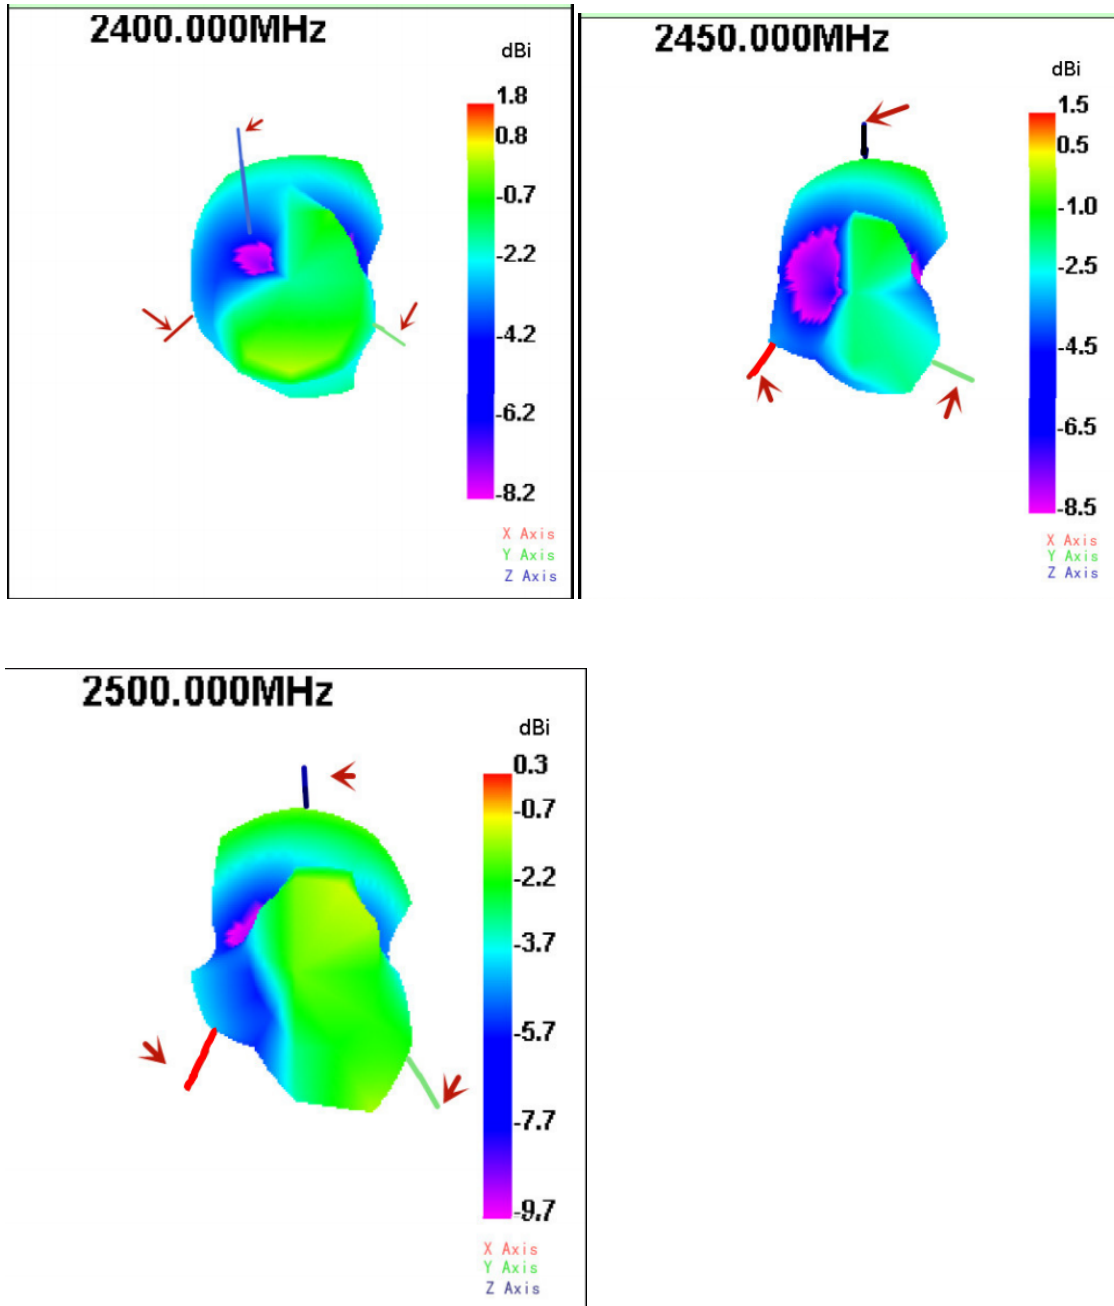 2400.000MHz
dBi
1.8
0.8
-0.7
-2.2
-4.2
-6.2
-8.2
X Axis
Y Axis
Z Axis
2450.000MHz
dBi
1.5
0.5
-1.0
-2.5
-4.5
-6.5
-8.5
X Axis
Y Axis
Z Axis
2500.000MHz
dBi
0.3
-0.7
-2.2
-3.7
-5.7
-7.7
-9.7
X Axis
Y Axis
Z Axis